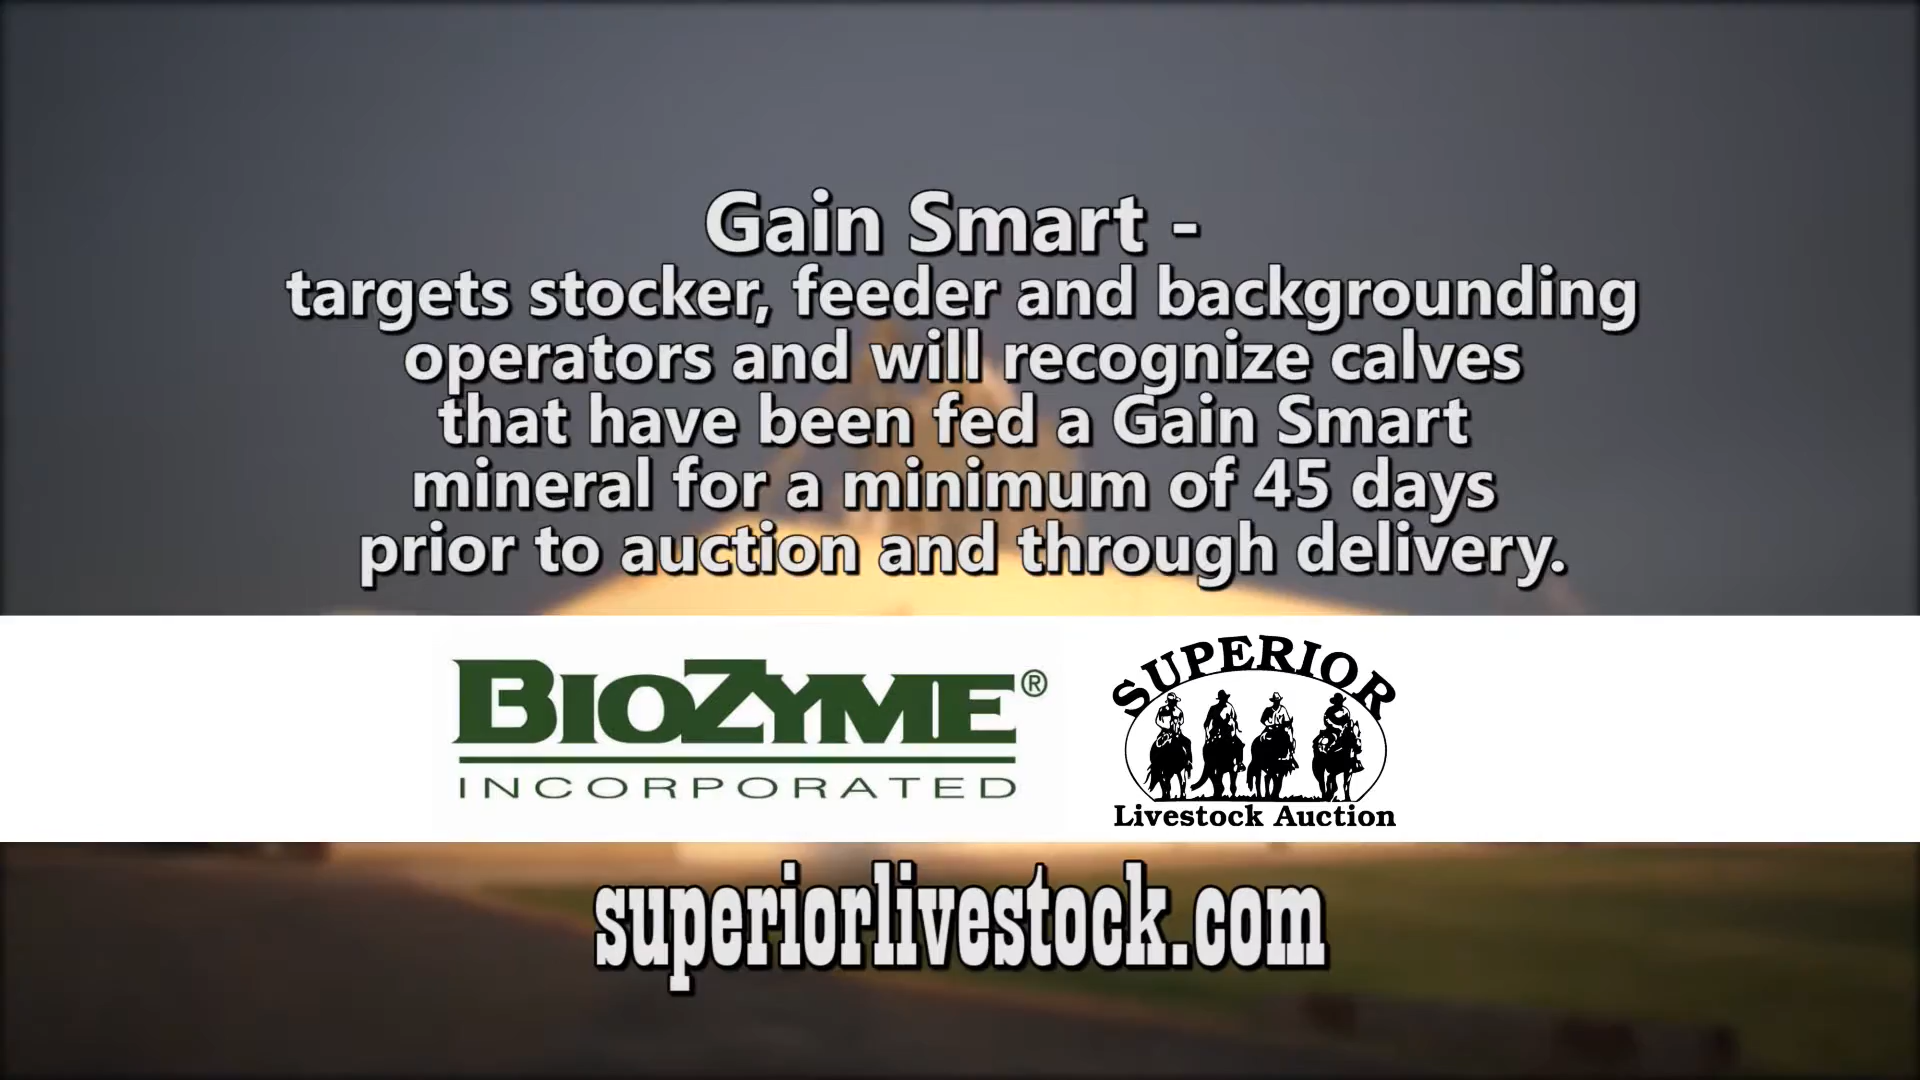 Gain Smart -
targets stocker, feeder and backgrounding
operators and will recognize calves
that have been fed a Gain Smart
mineral for a minimum of 45 days
prior to auction and through delivery.
BIOZYME®
INCORPORATED
SUPERIOR
Livestock Auction
superiorlivestock.com